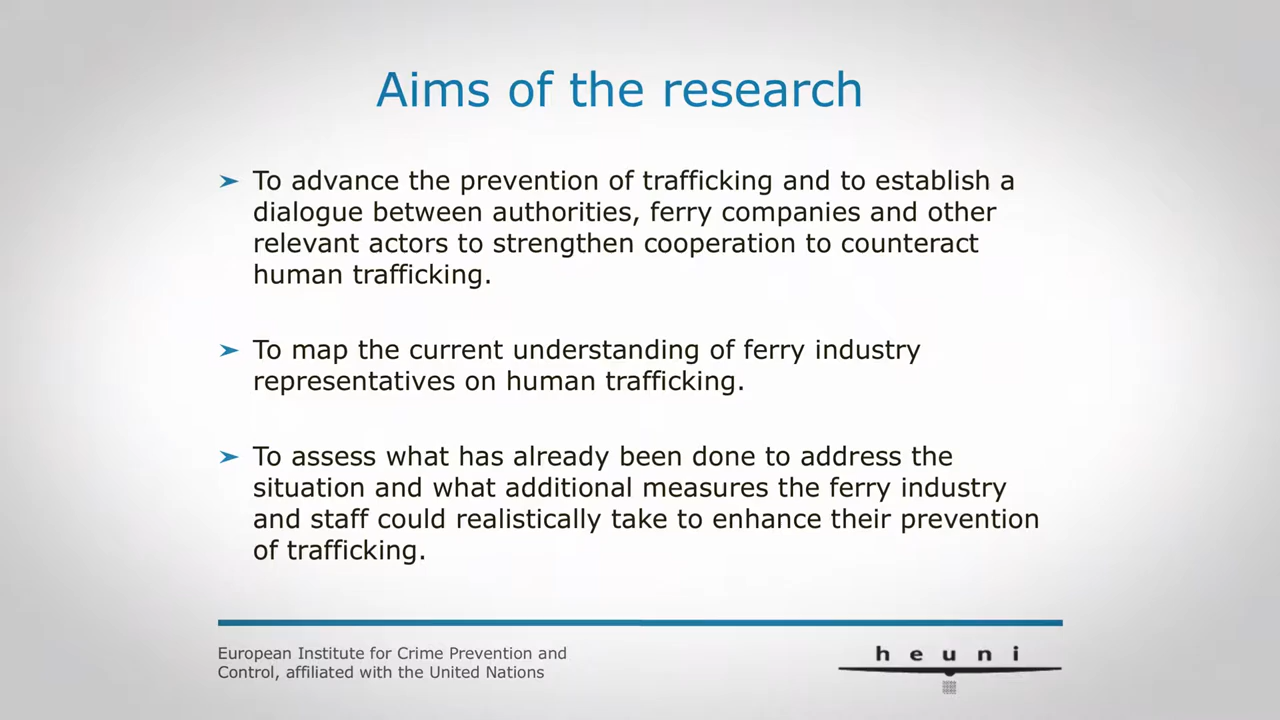 Aims of the research
➤ To advance the prevention of trafficking and to establish a
dialogue between authorities, ferry companies and other
relevant actors to strengthen cooperation to counteract
human trafficking.
➤ To map the current understanding of ferry industry
representatives on human trafficking.
➤ To assess what has already been done to address the
situation and what additional measures the ferry industry
and staff could realistically take to enhance their prevention
of trafficking.
European Institute for Crime Prevention and
Control, affiliated with the United Nations
heuni